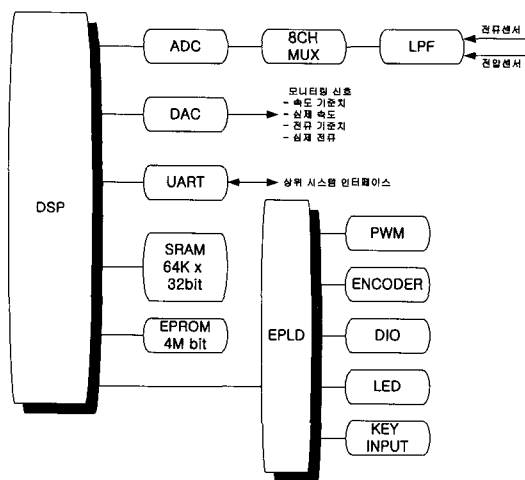 ADC
8CH
MUX
LPF
전류센서
전압센서
DAC
모니터링 신호
- 속도 기준치
- 실제 속도
- 전류 기준치
- 실제 전류
UART
상위 시스템 인터페이스
DSP
SRAM
64K x
32bit
EPROM
4M bit
EPLD
PWM
ENCODER
DIO
LED
KEY
INPUT